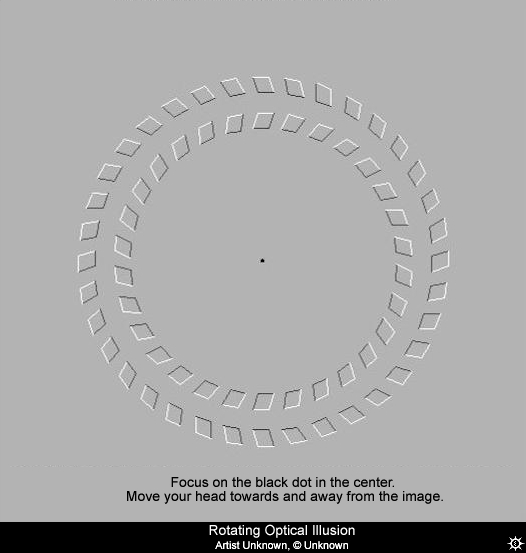 Focus on the black dot in the center.
Move your head towards and away from the image.
Rotating Optical Illusion
Artist Unknown, © Unknown